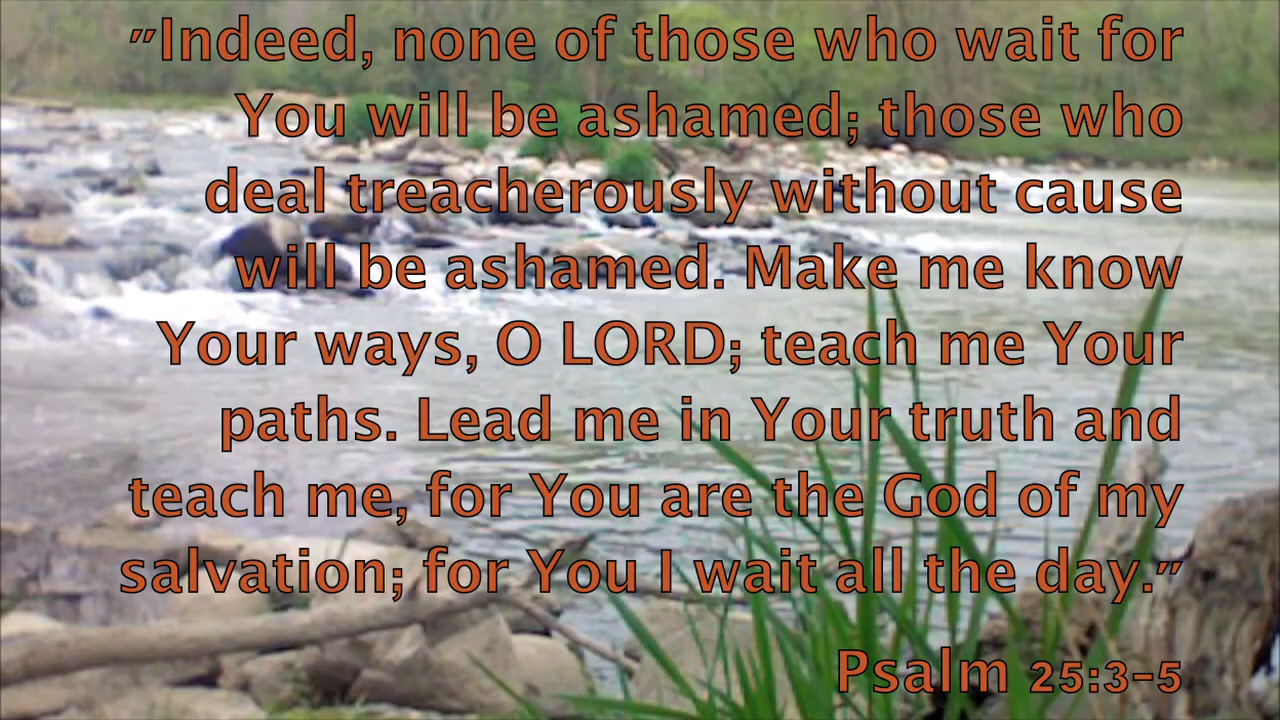 "Indeed, none of those who wait for
You will be ashamed; those who
deal treacherously without cause
will be ashamed. Make me know
Your ways, O LORD; teach me Your
paths. Lead me in Your truth and
teach me, for You are the God of my
salvation; for You I wait all the day."
Psalm 25:3-5